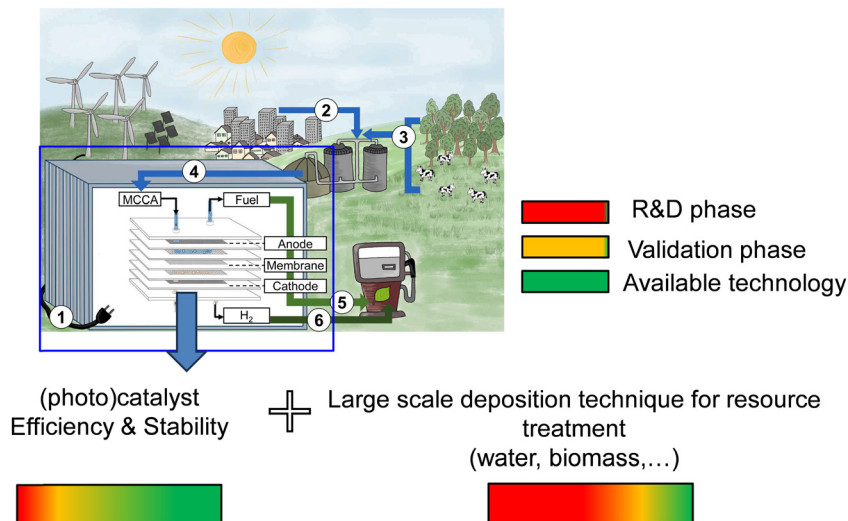 2
3
4
MCCA
Fuel
Anode
Membrane
Cathode
1
5
H₂
6
R&D phase
Validation phase
Available technology
(photo)catalyst
Efficiency & Stability
Large scale deposition technique for resource
treatment
(water, biomass,…)